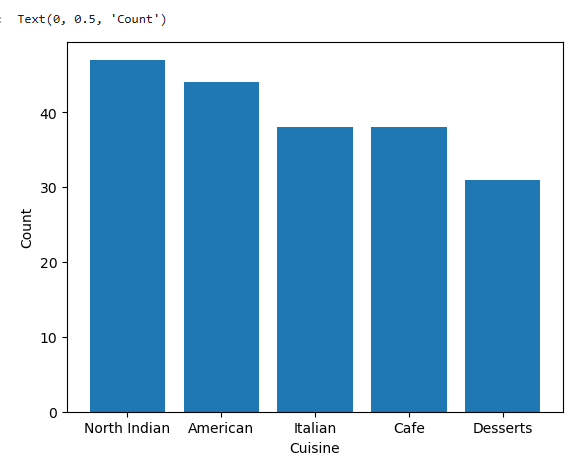 : Text(0, 0.5, 'Count')
40
30
20
10
0
Count
North Indian American Italian Cafe Desserts
Cuisine